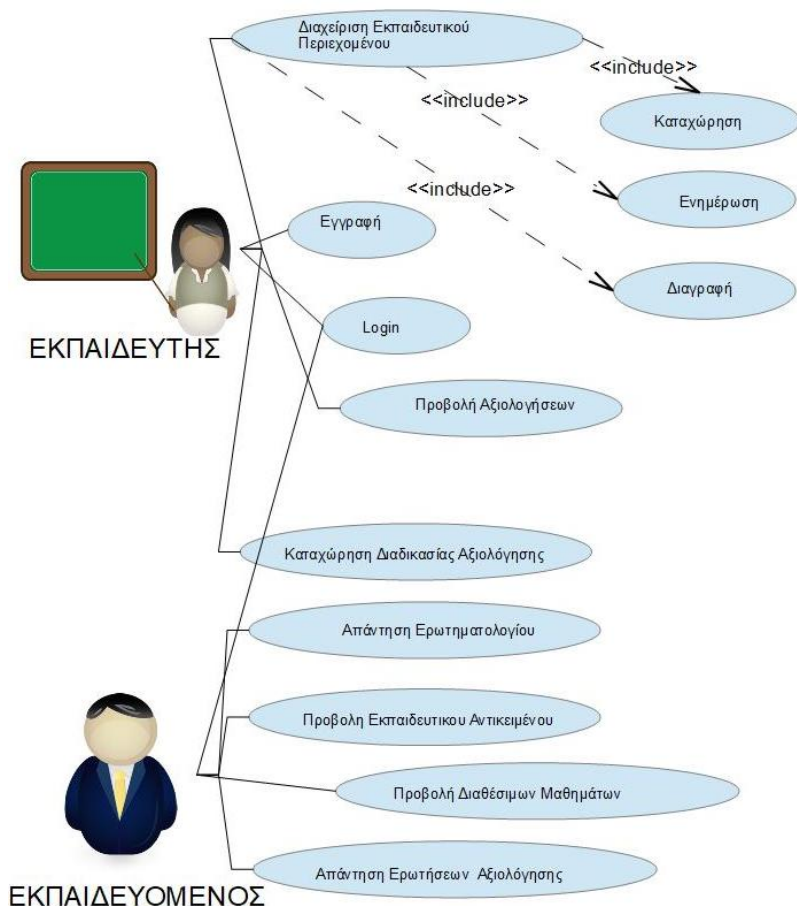 Διαχείριση Εκπαιδευτικού
Περιεχομένου
<<include>>
<<include>>
Καταχώρηση
<<include>>
Ενημέρωση
Εγγραφή
Διαγραφή
Login
ΕΚΠΑΙΔΕΥΤΗΣ
Προβολή Αξιολογήσεων
Καταχώρηση Διαδικασίας Αξιολόγησης
Απάντηση Ερωτηματολογίου
Προβολη Εκπαιδευτικου Αντικειμένου
Προβολή Διαθέσιμων Μαθημάτων
Απάντηση Ερωτήσεων Αξιολόγησης
ΕΚΠΑΙΔΕΥΟΜΕΝΟΣ